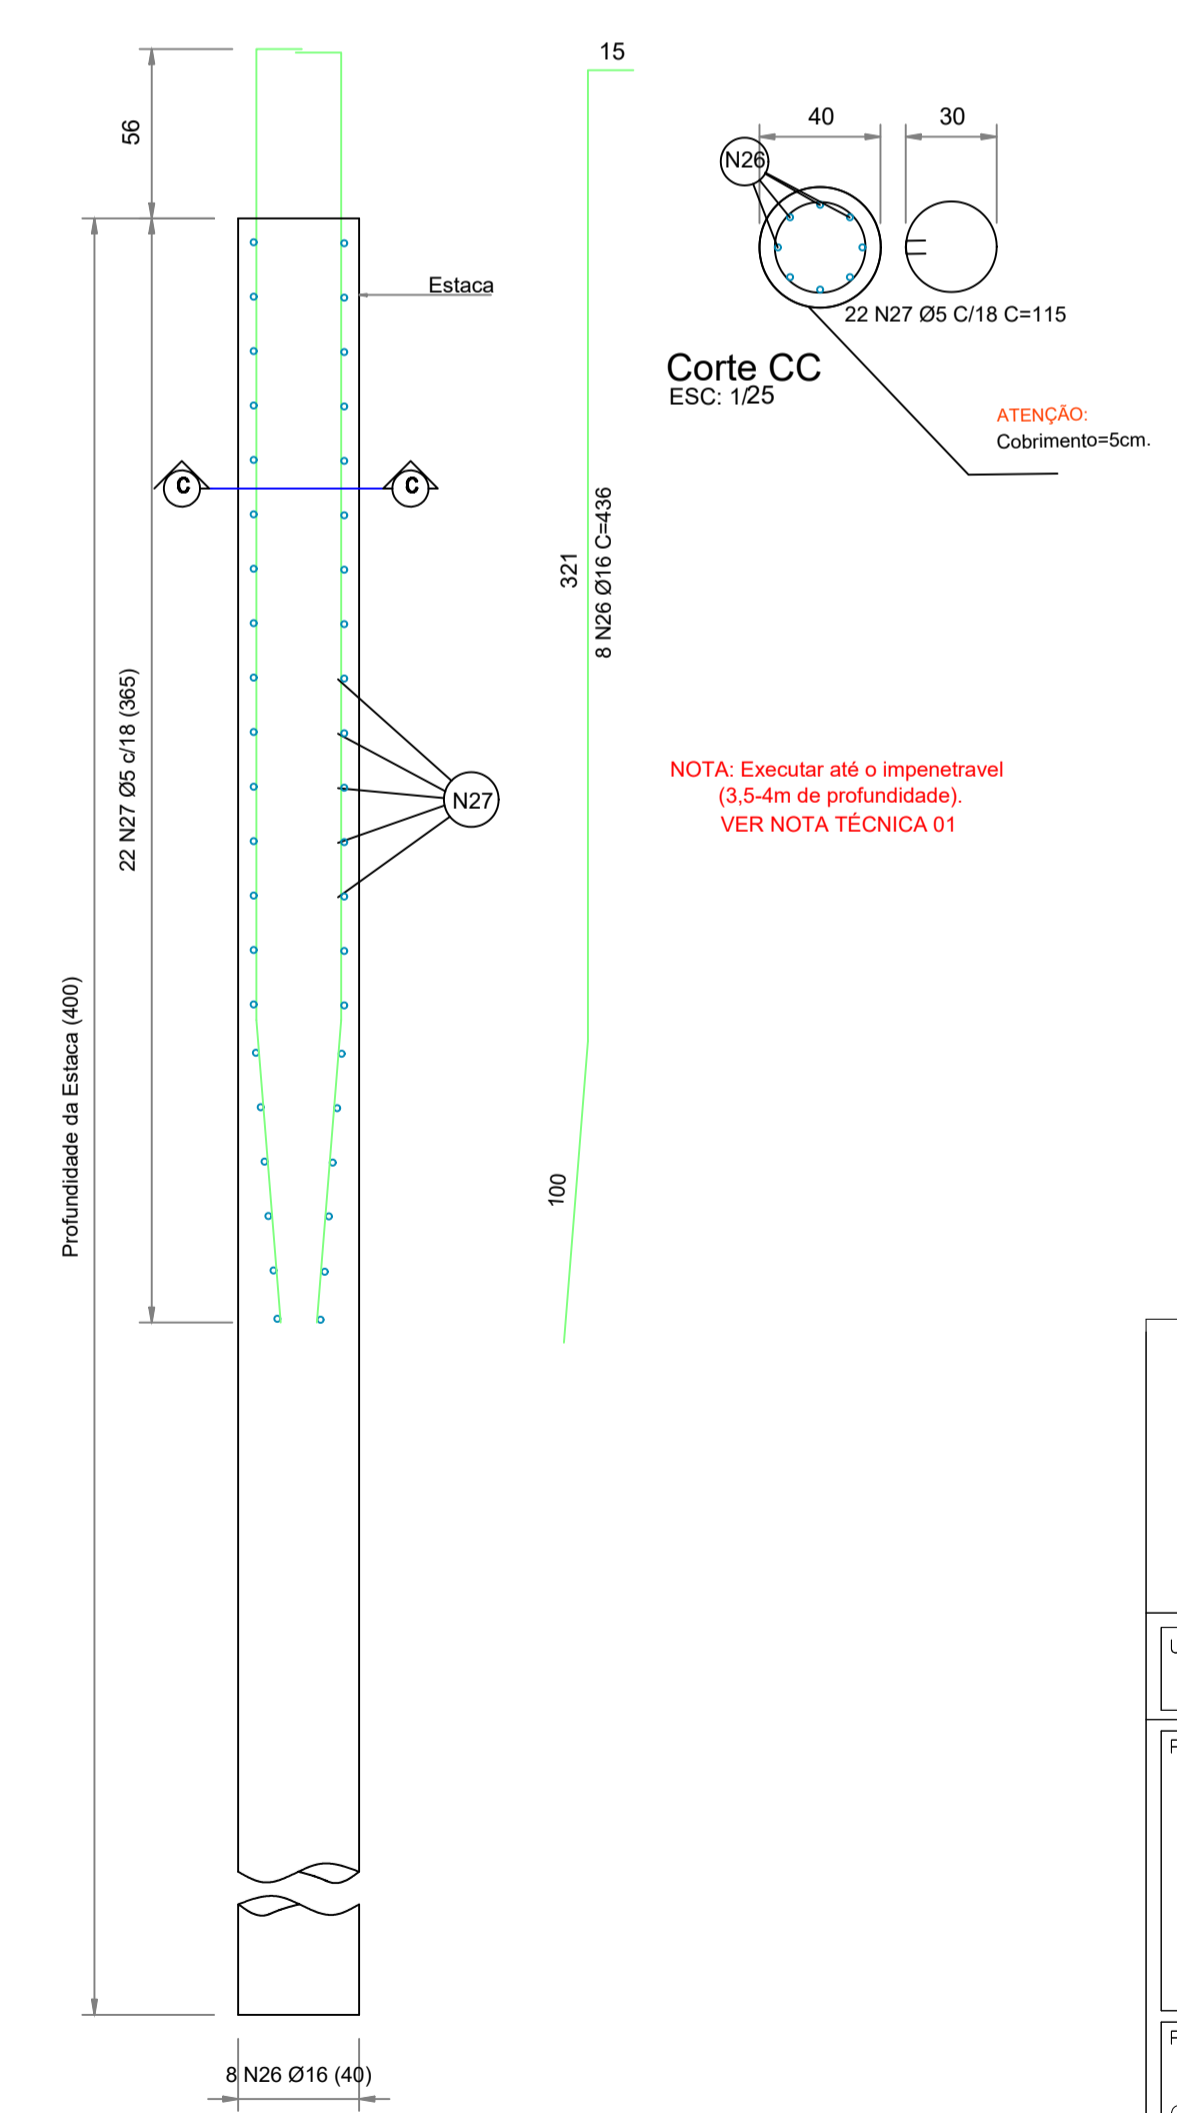 15
56
40
30
N26
Estaca
22 N27 Ø5 C/18 C=115
Corte CC
ESC: 1/25
ATENÇÃO:
Cobrimento=5cm.
C
C
321
8 N26 Ø16 C=436
22 N27 Ø5 c/18 (365)
NOTA: Executar até o impenetravel
(3,5-4m de profundidade).
VER NOTA TÉCNICA 01
N27
Profundidade da Estaca (400)
100
8 N26 Ø16 (40)